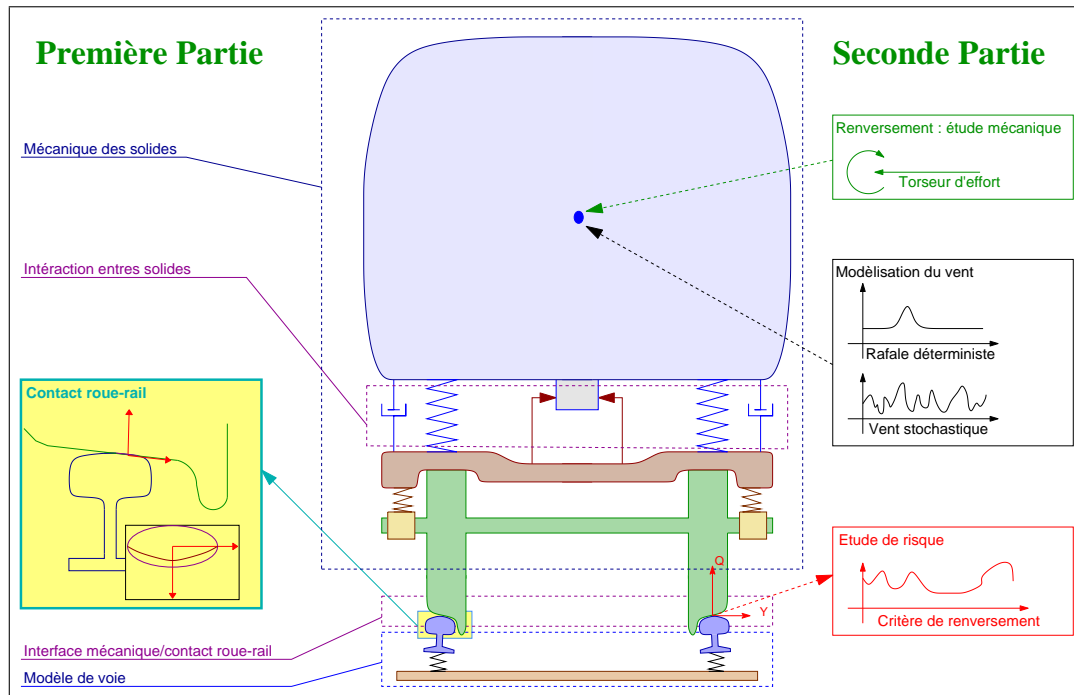 Première Partie
Seconde Partie
Mécanique des solides
Renversement : étude mécanique
Torseur d'effort
Intéraction entres solides
Modèlisation du vent
Rafale déterministe
Vent stochastique
Contact roue-rail
Etude de risque
Critère de renversement
Q
Y
Interface mécanique/contact roue-rail
Modèle de voie